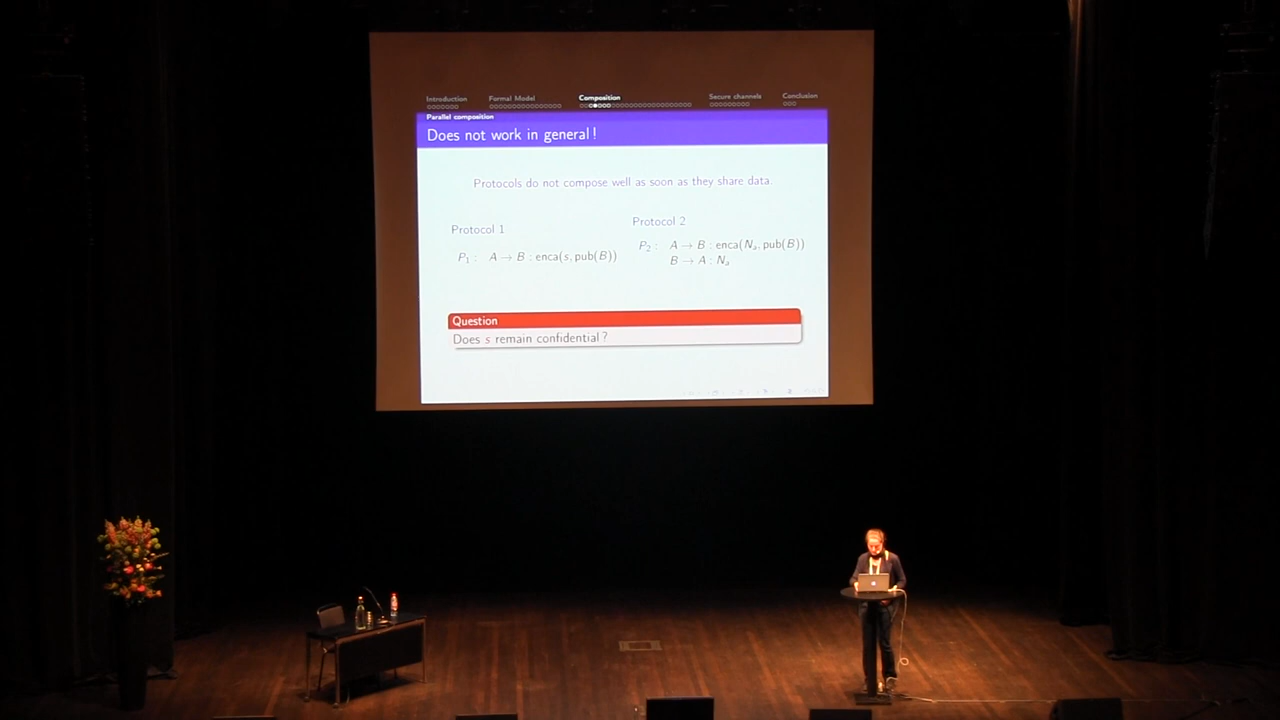 Introduction Formal Model Composition Secure channels Conclusion
Parallel composition
Does not work in general !
Protocols do not compose well as soon as they share data.
Protocol 1
P₁ : A → B : enca(s, pub(B))
Protocol 2
P₂ : A → B : enca(Nₐ, pub(B))
B → A : Nₐ
Question
Does s remain confidential ?